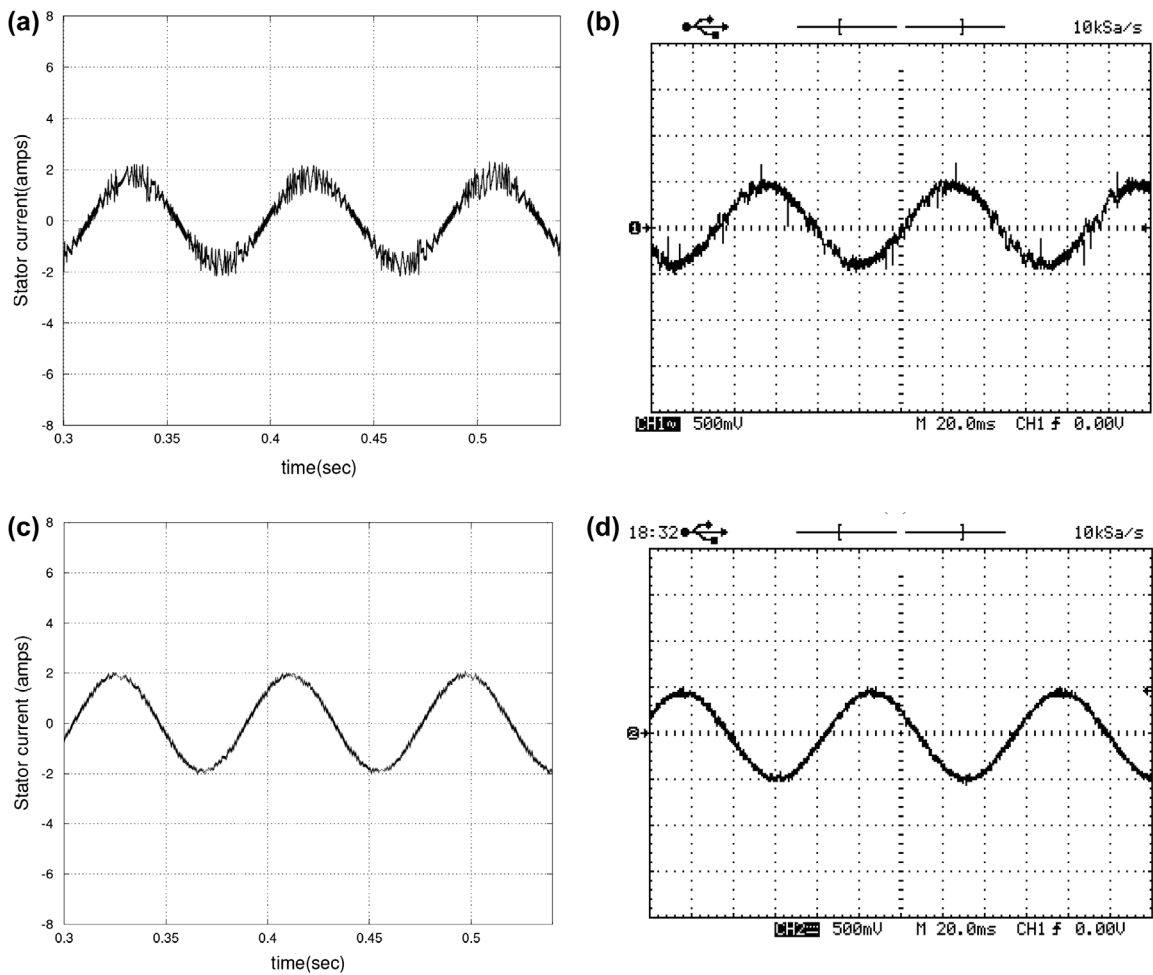 (a)
8
6
4
2
0
-2
-4
-6
-8
Stator current(amps)
0.3 0.35 0.4 0.45 0.5
time(sec)
(b)
10kSa/s
1
CH1~ 500mV M 20.0ms CH1 ƒ 0.00V
(c)
8
6
4
2
0
-2
-4
-6
-8
Stator current (amps)
0.3 0.35 0.4 0.45 0.5
time(sec)
(d)
18:32 10kSa/s
2
CH2 500mV M 20.0ms CH1 ƒ 0.00V